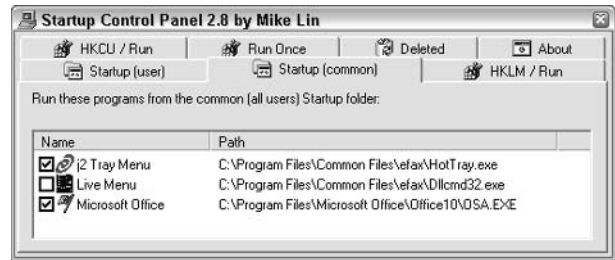 Startup Control Panel 2.8 by Mike Lin
HKCU / Run Run Once Deleted About
Startup (user) Startup (common) HKLM / Run
Run these programs from the common (all users) Startup folder:
Name Path
j2 Tray Menu C:\Program Files\Common Files\efax\HotTray.exe
Live Menu C:\Program Files\Common Files\efax\Dllcmd32.exe
Microsoft Office C:\Program Files\Microsoft Office\Office10\OSA.EXE